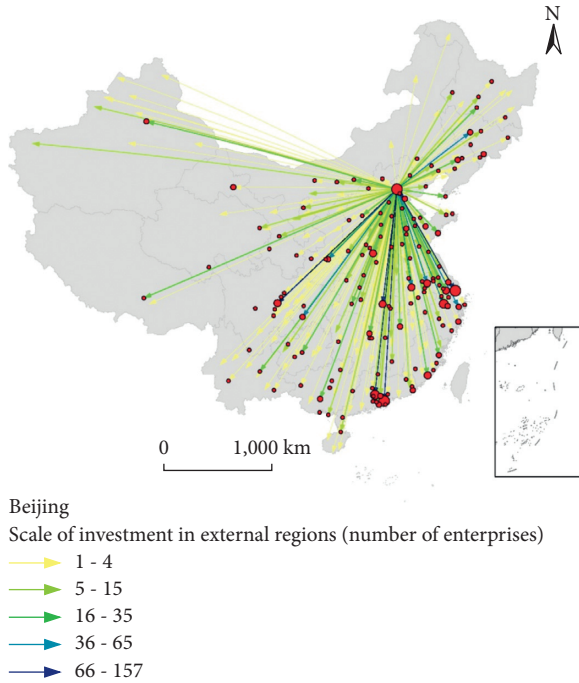 N
0 1,000 km
Beijing
Scale of investment in external regions (number of enterprises)
1 - 4
5 - 15
16 - 35
36 - 65
66 - 157